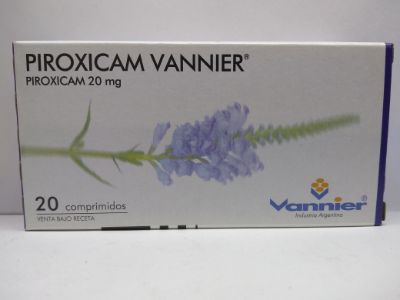 PIROXICAM VANNIER®
PIROXICAM 20 mg
20 comprimidos
VENTA BAJO RECETA
Vannier®
Industria Argentina